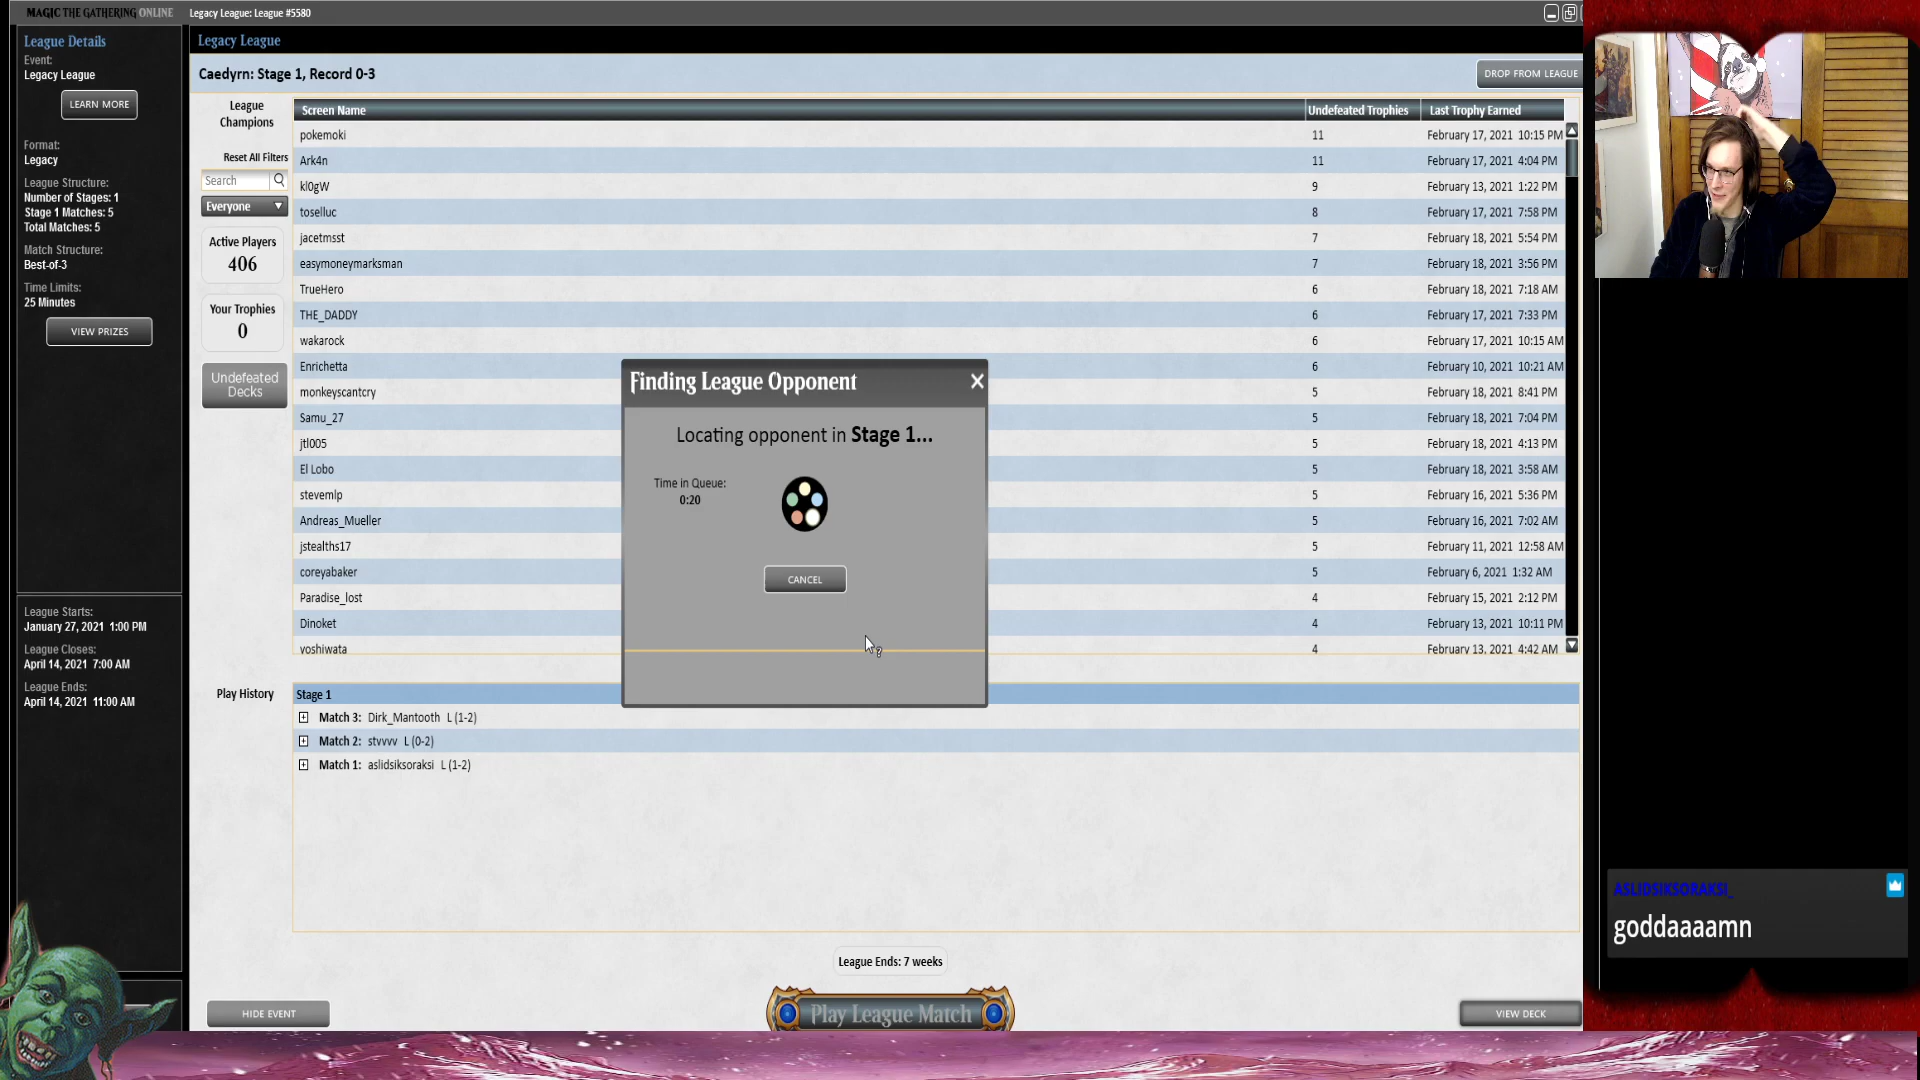 MAGIC THE GATHERING ONLINE
Legacy League: League #5580
League Details
Event:
Legacy League
LEARN MORE
Format:
Legacy
League Structure:
Number of Stages: 1
Stage 1 Matches: 5
Total Matches: 5
Match Structure:
Best-of-3
Time Limits:
25 Minutes
VIEW PRIZES
League Starts:
January 27, 2021 1:00 PM
League Closes:
April 14, 2021 7:00 AM
League Ends:
April 14, 2021 11:00 AM
Legacy League
Caedyrn: Stage 1, Record 0-3
DROP FROM LEAGUE
League
Champions
Reset All Filters
Search
Everyone
Active Players
406
Your Trophies
0
Undefeated
Decks
Screen Name Undefeated Trophies Last Trophy Earned
pokemoki 11 February 17, 2021 10:15 PM
Ark4n 11 February 17, 2021 4:04 PM
kl0gW 9 February 13, 2021 1:22 PM
toselluc 8 February 17, 2021 7:58 PM
jacetmsst 7 February 18, 2021 5:54 PM
easymoneymarksman 7 February 18, 2021 3:56 PM
TrueHero 6 February 18, 2021 7:18 AM
THE_DADDY 6 February 17, 2021 7:33 PM
wakarock 6 February 17, 2021 10:15 AM
Enrichetta 6 February 10, 2021 10:21 AM
monkeyscantcry 5 February 18, 2021 8:41 PM
Samu_27 5 February 18, 2021 7:04 PM
jtl005 5 February 18, 2021 4:13 PM
El Lobo 5 February 18, 2021 3:58 AM
stevemlp 5 February 16, 2021 5:36 PM
Andreas_Mueller 5 February 16, 2021 7:02 AM
jstealths17 5 February 11, 2021 12:58 AM
coreyabaker 5 February 6, 2021 1:32 AM
Paradise_lost 4 February 15, 2021 2:12 PM
Dinoket 4 February 13, 2021 10:11 PM
yoshiwata 4 February 13, 2021 4:42 AM
Finding League Opponent
Locating opponent in Stage 1...
Time in Queue:
0:20
CANCEL
Play History
Stage 1
Match 3: Dirk_Mantooth L (1-2)
Match 2: stvvvv L (0-2)
Match 1: aslidsiksoraksi L (1-2)
League Ends: 7 weeks
HIDE EVENT
Play League Match
VIEW DECK
ASLIDSIKSORAKSI_
goddaaaamn